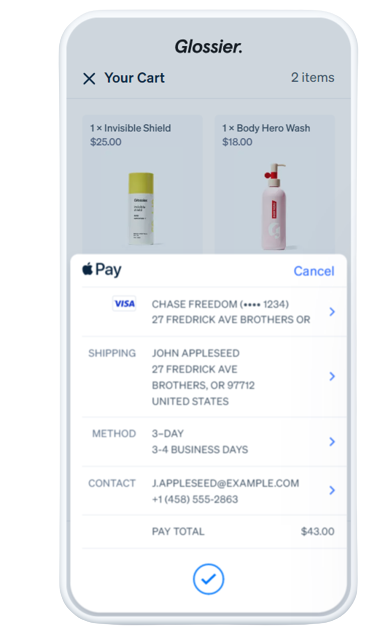 Glossier.
Your Cart 2 items
1 × Invisible Shield
$25.00
1 × Body Hero Wash
$18.00
Pay Cancel
VISA CHASE FREEDOM (•••• 1234)
27 FREDRICK AVE BROTHERS OR
SHIPPING JOHN APPLESEED
27 FREDRICK AVE
BROTHERS, OR 97712
UNITED STATES
METHOD 3–DAY
3-4 BUSINESS DAYS
CONTACT J.APPLESEED@EXAMPLE.COM
+1 (458) 555-2863
PAY TOTAL $43.00